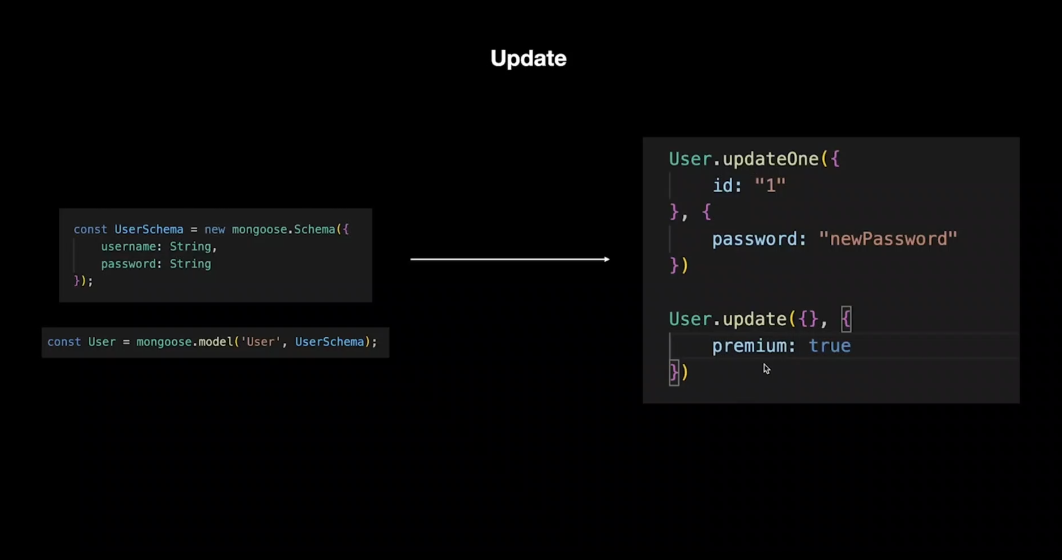 Update
const UserSchema = new mongoose.Schema({
username: String,
password: String
});
const User = mongoose.model('User', UserSchema);
User.updateOne({
id: "1"
}, {
password: "newPassword"
})
User.update({}, {
premium: true
})